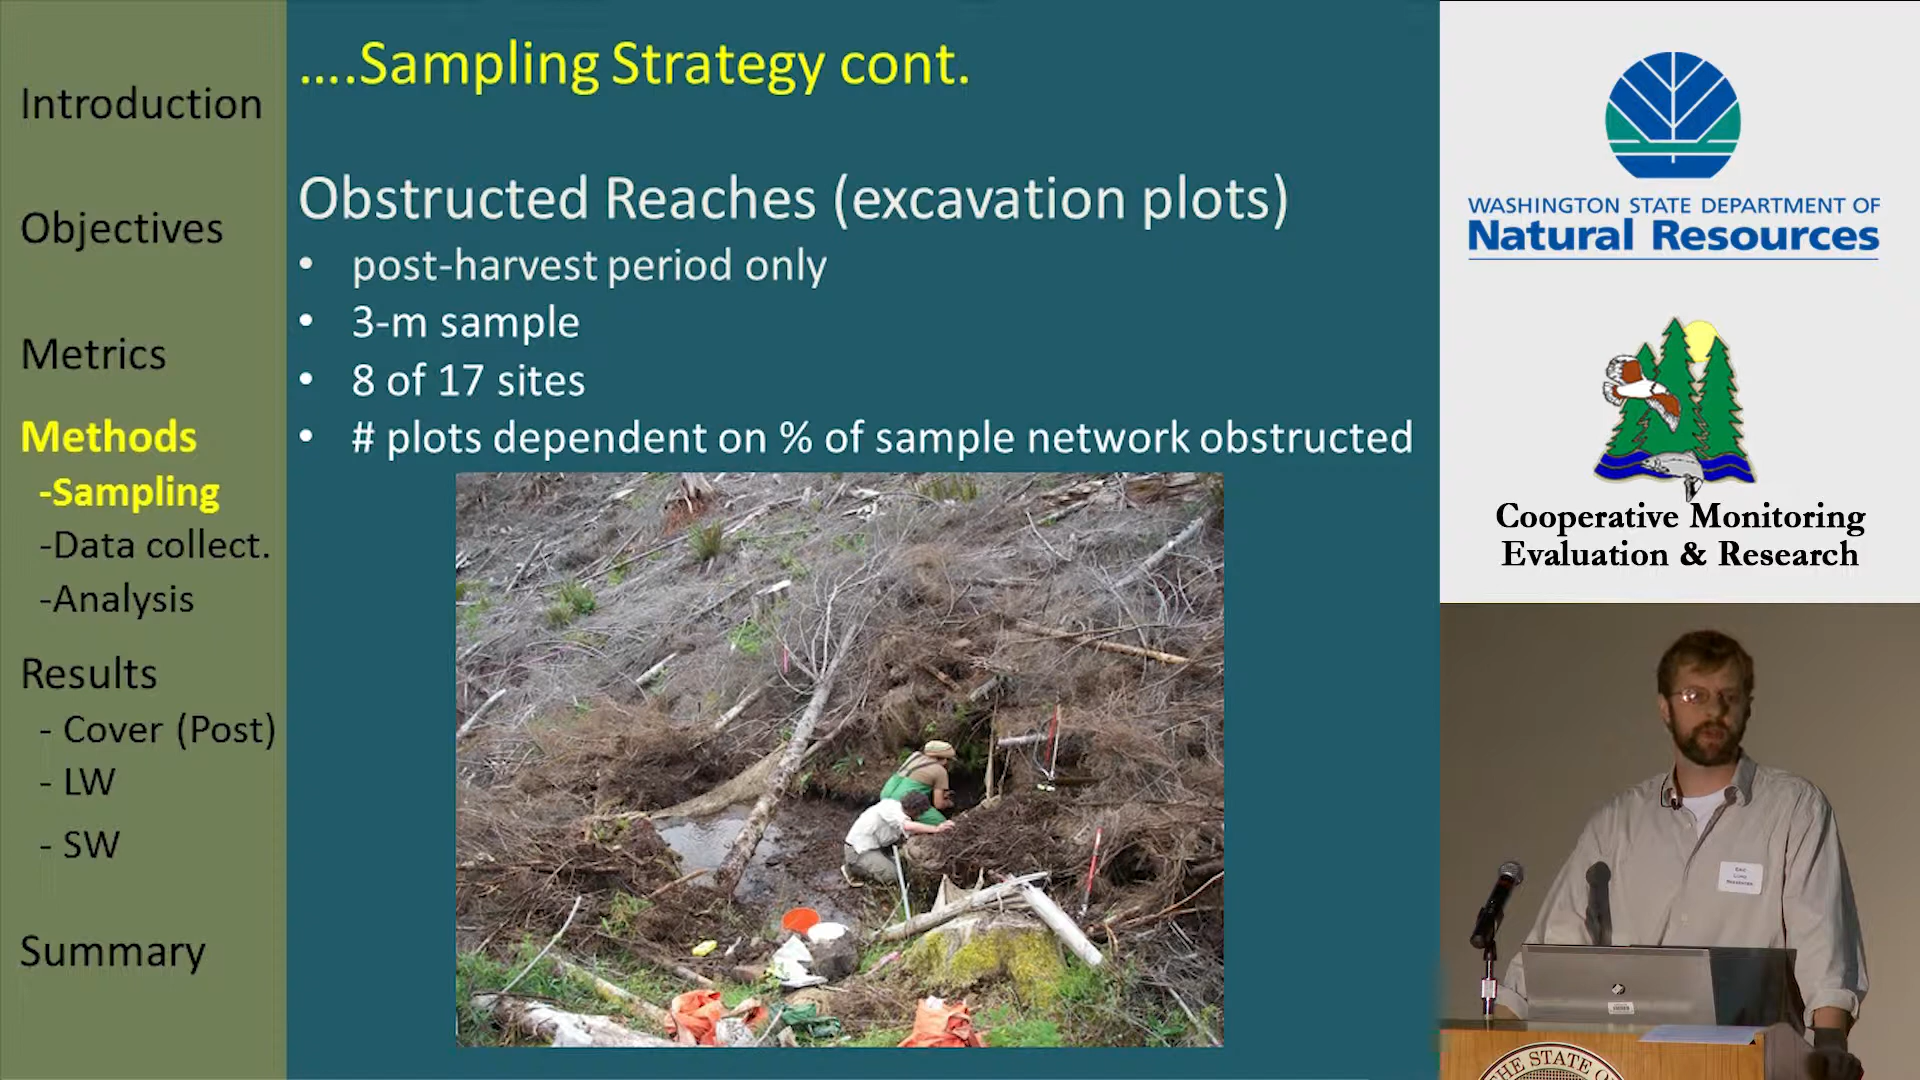 Introduction
Objectives
Metrics
Methods
-Sampling
-Data collect.
-Analysis
Results
- Cover (Post)
- LW
- SW
Summary
....Sampling Strategy cont.
Obstructed Reaches (excavation plots)
• post-harvest period only
• 3-m sample
• 8 of 17 sites
• # plots dependent on % of sample network obstructed
WASHINGTON STATE DEPARTMENT OF
Natural Resources
Cooperative Monitoring
Evaluation & Research
THE STATE O